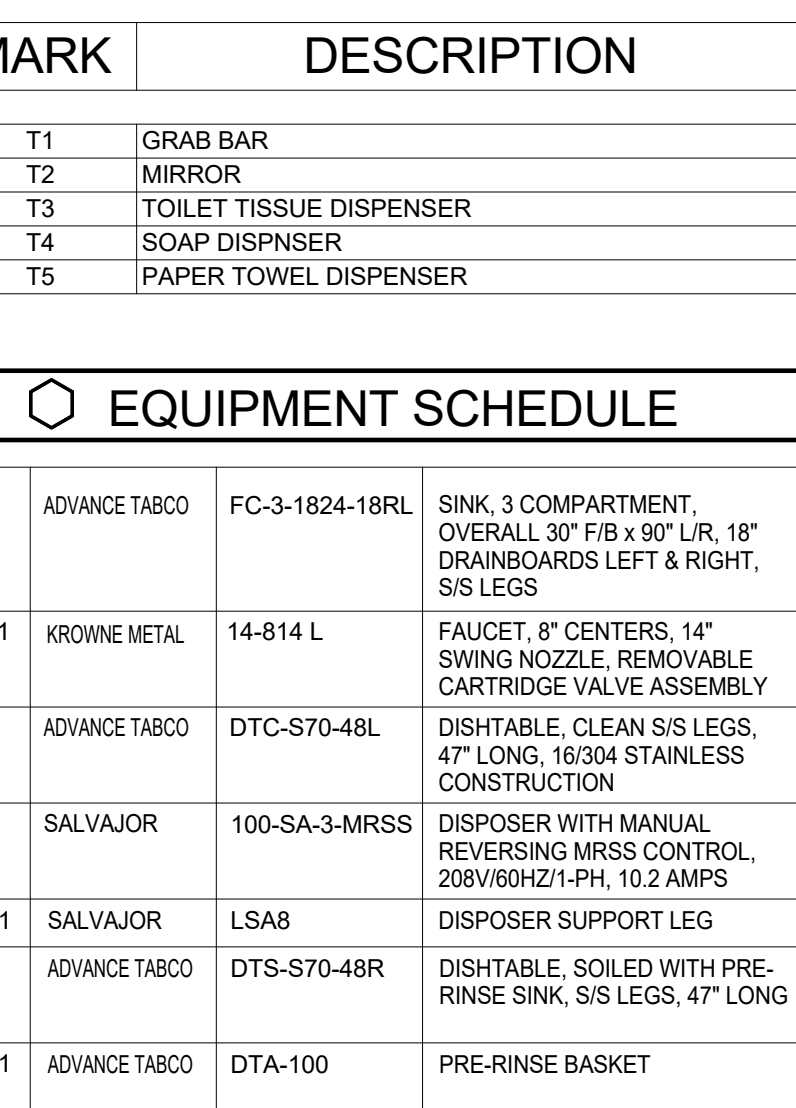 MARK DESCRIPTION
T1 GRAB BAR
T2 MIRROR
T3 TOILET TISSUE DISPENSER
T4 SOAP DISPNSER
T5 PAPER TOWEL DISPENSER
EQUIPMENT SCHEDULE
ADVANCE TABCO FC-3-1824-18RL SINK, 3 COMPARTMENT,
OVERALL 30" F/B x 90" L/R, 18"
DRAINBOARDS LEFT & RIGHT,
S/S LEGS
1 KROWNE METAL 14-814 L FAUCET, 8" CENTERS, 14"
SWING NOZZLE, REMOVABLE
CARTRIDGE VALVE ASSEMBLY
ADVANCE TABCO DTC-S70-48L DISHTABLE, CLEAN S/S LEGS,
47" LONG, 16/304 STAINLESS
CONSTRUCTION
SALVAJOR 100-SA-3-MRSS DISPOSER WITH MANUAL
REVERSING MRSS CONTROL,
208V/60HZ/1-PH, 10.2 AMPS
1 SALVAJOR LSA8 DISPOSER SUPPORT LEG
ADVANCE TABCO DTS-S70-48R DISHTABLE, SOILED WITH PRE-
RINSE SINK, S/S LEGS, 47" LONG
1 ADVANCE TABCO DTA-100 PRE-RINSE BASKET